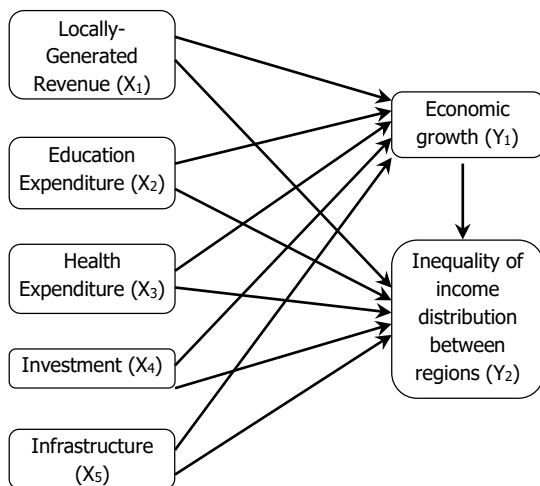 Locally-
Generated
Revenue (X₁)
Education
Expenditure (X₂)
Health
Expenditure (X₃)
Investment (X₄)
Infrastructure
(X₅)
Economic
growth (Y₁)
Inequality of
income
distribution
between
regions (Y₂)